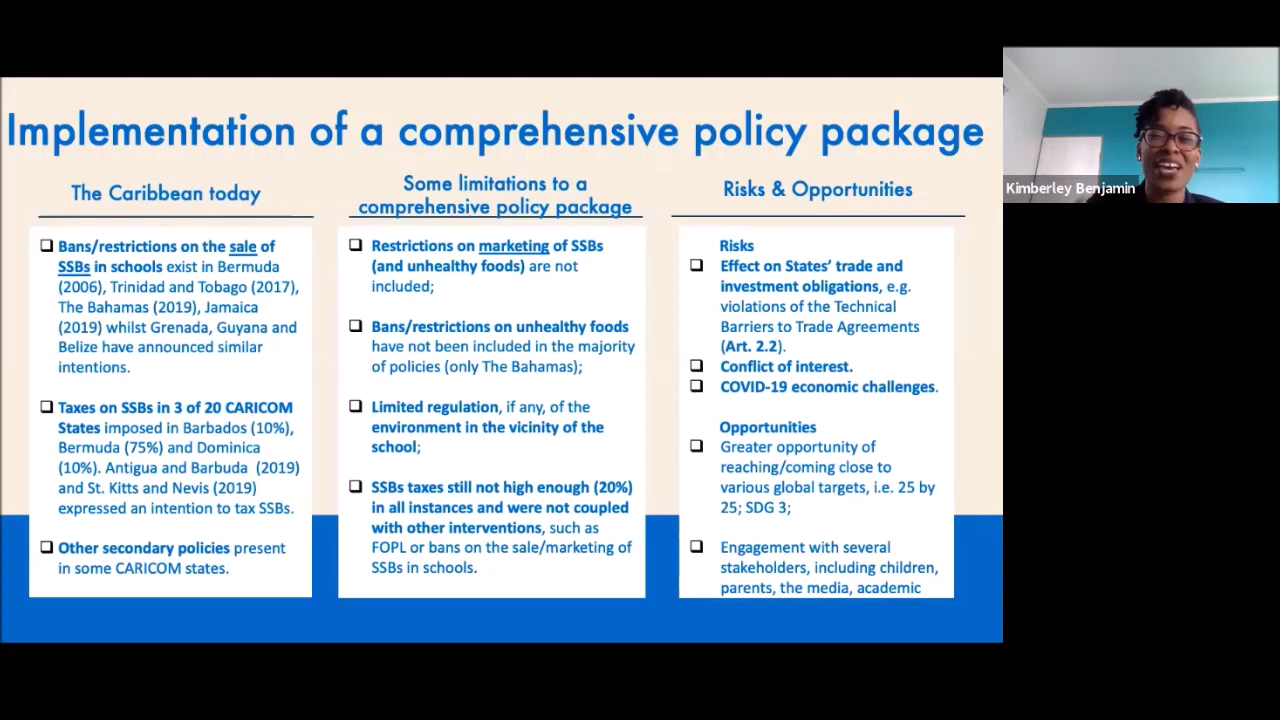 Implementation of a comprehensive policy package
The Caribbean today
Bans/restrictions on the sale of
SSBs in schools exist in Bermuda
(2006), Trinidad and Tobago (2017),
The Bahamas (2019), Jamaica
(2019) whilst Grenada, Guyana and
Belize have announced similar
intentions.
Taxes on SSBs in 3 of 20 CARICOM
States imposed in Barbados (10%),
Bermuda (75%) and Dominica
(10%). Antigua and Barbuda (2019)
and St. Kitts and Nevis (2019)
expressed an intention to tax SSBs.
Other secondary policies present
in some CARICOM states.
Some limitations to a
comprehensive policy package
Restrictions on marketing of SSBs
(and unhealthy foods) are not
included;
Bans/restrictions on unhealthy foods
have not been included in the majority
of policies (only The Bahamas);
Limited regulation, if any, of the
environment in the vicinity of the
school;
SSBs taxes still not high enough (20%)
in all instances and were not coupled
with other interventions, such as
FOPL or bans on the sale/marketing of
SSBs in schools.
Risks & Opportunities
Risks
Effect on States’ trade and
investment obligations, e.g.
violations of the Technical
Barriers to Trade Agreements
(Art. 2.2).
Conflict of interest.
COVID-19 economic challenges.
Opportunities
Greater opportunity of
reaching/coming close to
various global targets, i.e. 25 by
25; SDG 3;
Engagement with several
stakeholders, including children,
parents, the media, academic
Kimberley Benjamin